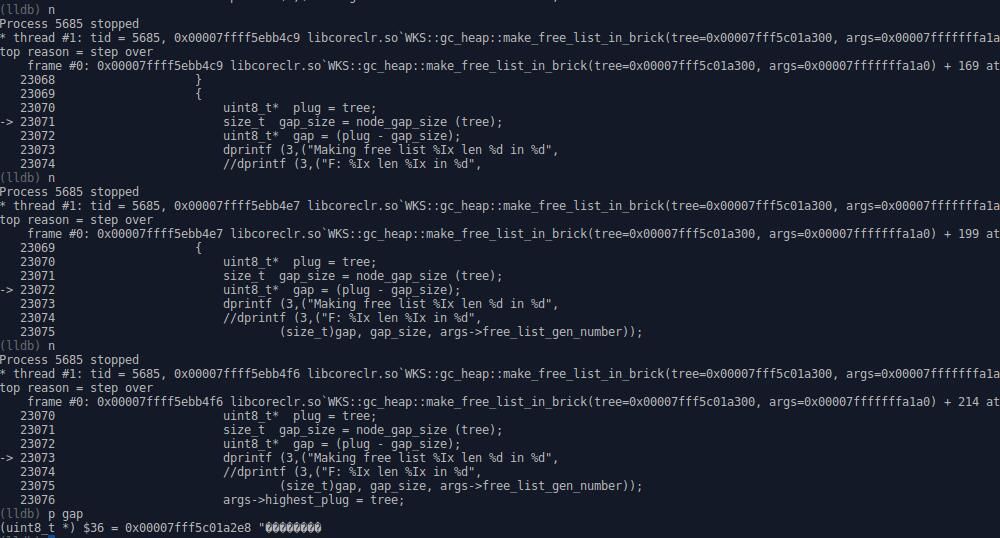 (lldb) n
Process 5685 stopped
* thread #1: tid = 5685, 0x00007ffff5ebb4c9 libcoreclr.so`WKS::gc_heap::make_free_list_in_brick(tree=0x00007fff5c01a300, args=0x00007fffffffa1a
top reason = step over
frame #0: 0x00007ffff5ebb4c9 libcoreclr.so`WKS::gc_heap::make_free_list_in_brick(tree=0x00007fff5c01a300, args=0x00007fffffffa1a0) + 169 at
23068 }
23069 {
23070 uint8_t* plug = tree;
-> 23071 size_t gap_size = node_gap_size (tree);
23072 uint8_t* gap = (plug - gap_size);
23073 dprintf (3,("Making free list %Ix len %d in %d",
23074 //dprintf (3,("F: %Ix len %Ix in %d",
(lldb) n
Process 5685 stopped
* thread #1: tid = 5685, 0x00007ffff5ebb4e7 libcoreclr.so`WKS::gc_heap::make_free_list_in_brick(tree=0x00007fff5c01a300, args=0x00007fffffffa1a
top reason = step over
frame #0: 0x00007ffff5ebb4e7 libcoreclr.so`WKS::gc_heap::make_free_list_in_brick(tree=0x00007fff5c01a300, args=0x00007fffffffa1a0) + 199 at
23069 {
23070 uint8_t* plug = tree;
23071 size_t gap_size = node_gap_size (tree);
-> 23072 uint8_t* gap = (plug - gap_size);
23073 dprintf (3,("Making free list %Ix len %d in %d",
23074 //dprintf (3,("F: %Ix len %Ix in %d",
23075 (size_t)gap, gap_size, args->free_list_gen_number));
(lldb) n
Process 5685 stopped
* thread #1: tid = 5685, 0x00007ffff5ebb4f6 libcoreclr.so`WKS::gc_heap::make_free_list_in_brick(tree=0x00007fff5c01a300, args=0x00007fffffffa1a
top reason = step over
frame #0: 0x00007ffff5ebb4f6 libcoreclr.so`WKS::gc_heap::make_free_list_in_brick(tree=0x00007fff5c01a300, args=0x00007fffffffa1a0) + 214 at
23070 uint8_t* plug = tree;
23071 size_t gap_size = node_gap_size (tree);
23072 uint8_t* gap = (plug - gap_size);
-> 23073 dprintf (3,("Making free list %Ix len %d in %d",
23074 //dprintf (3,("F: %Ix len %Ix in %d",
23075 (size_t)gap, gap_size, args->free_list_gen_number));
23076 args->highest_plug = tree;
(lldb) p gap
(uint8_t *) $36 = 0x00007fff5c01a2e8 "��������